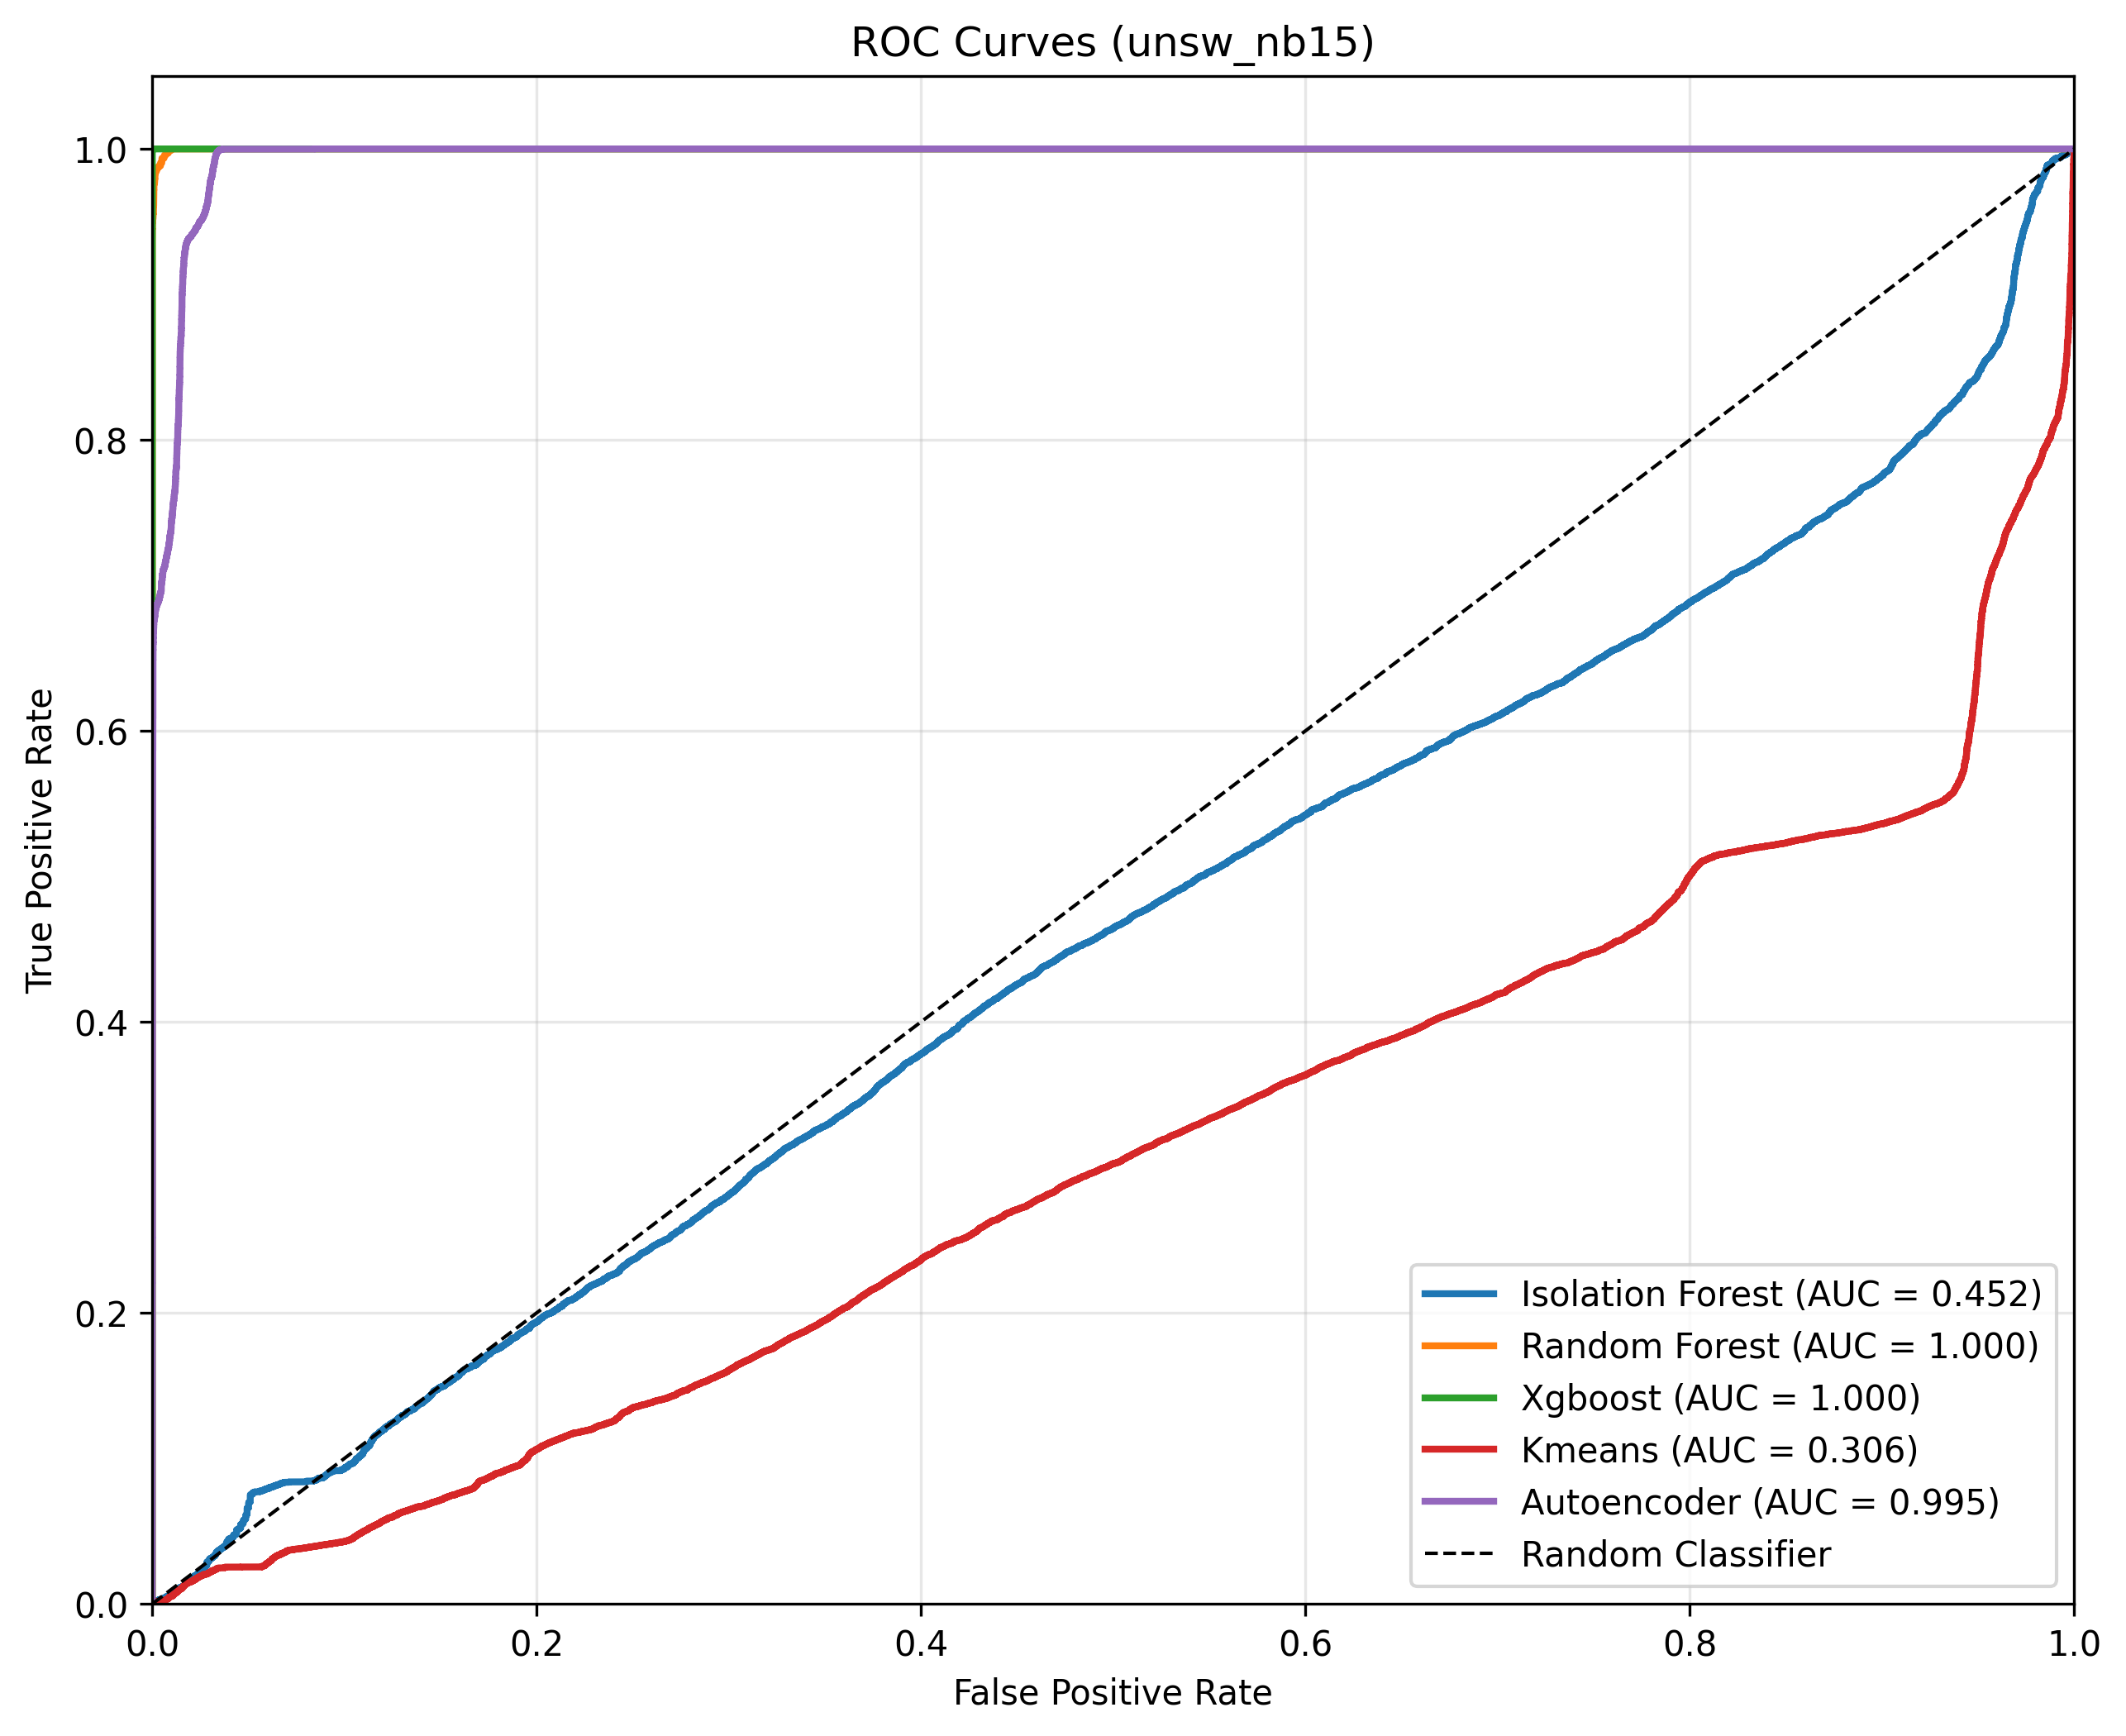 ROC Curves (unsw_nb15)
True Positive Rate
1.0
0.8
0.6
0.4
0.2
0.0
0.0 0.2 0.4 0.6 0.8 1.0
False Positive Rate
Isolation Forest (AUC = 0.452)
Random Forest (AUC = 1.000)
Xgboost (AUC = 1.000)
Kmeans (AUC = 0.306)
Autoencoder (AUC = 0.995)
Random Classifier